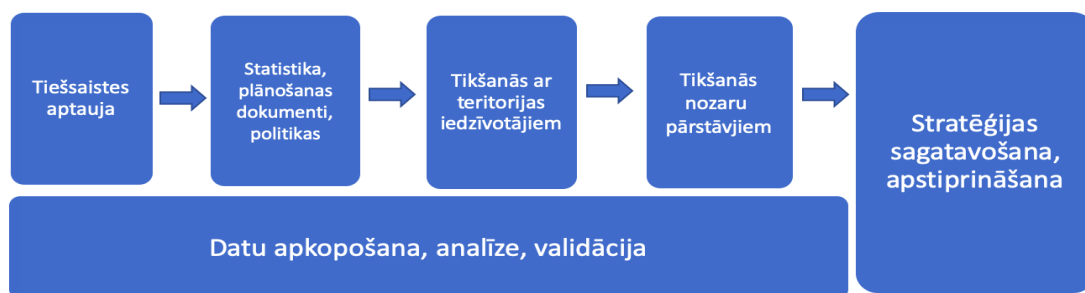 Tiešsaistes
aptauja
Statistika,
plānošanas
dokumenti,
politikas
Tikšanās ar
teritorijas
iedzīvotājiem
Tikšanās
nozaru
pārstāvjiem
Stratēģijas
sagatavošana,
apstiprināšana
Datu apkopošana, analīze, validācija